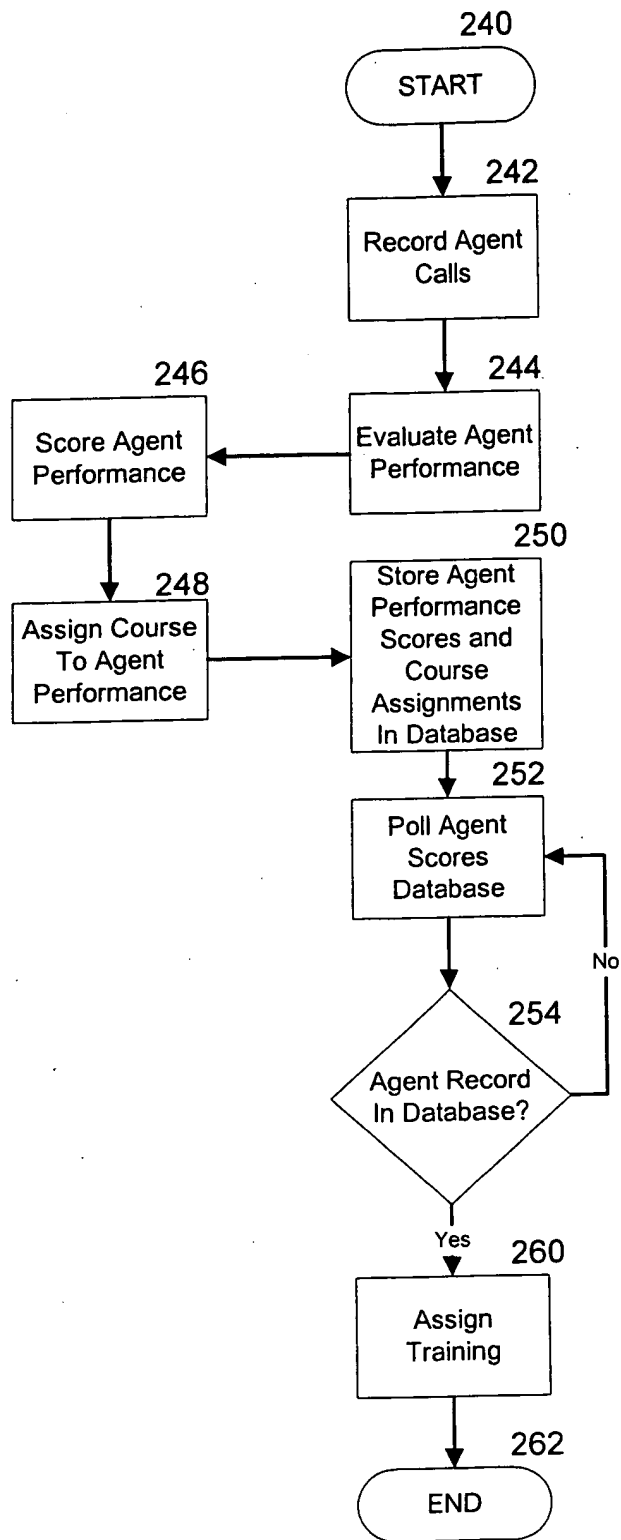 240
START
242
Record Agent
Calls
244
Evaluate Agent
Performance
246
Score Agent
Performance
248
Assign Course
To Agent
Performance
250
Store Agent
Performance
Scores and
Course
Assignments
In Database
252
Poll Agent
Scores
Database
No
254
Agent Record
In Database?
Yes
260
Assign
Training
262
END